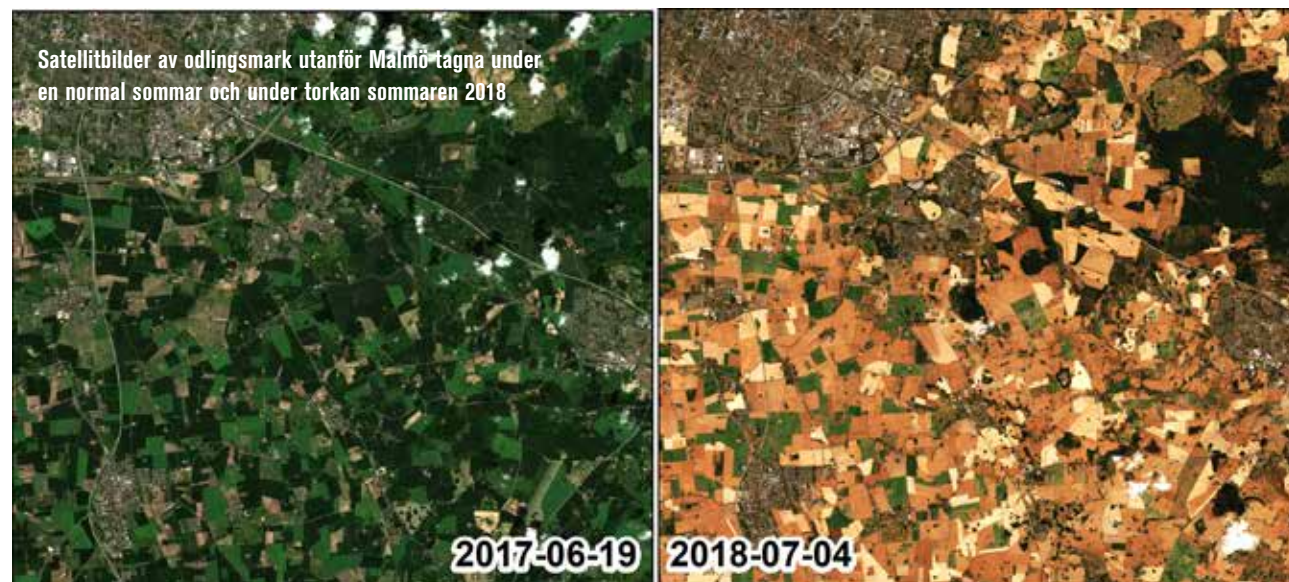 Satellitbilder av odlingsmark utanför Malmö tagna under
en normal sommar och under torkan sommaren 2018
2017-06-19
2018-07-04